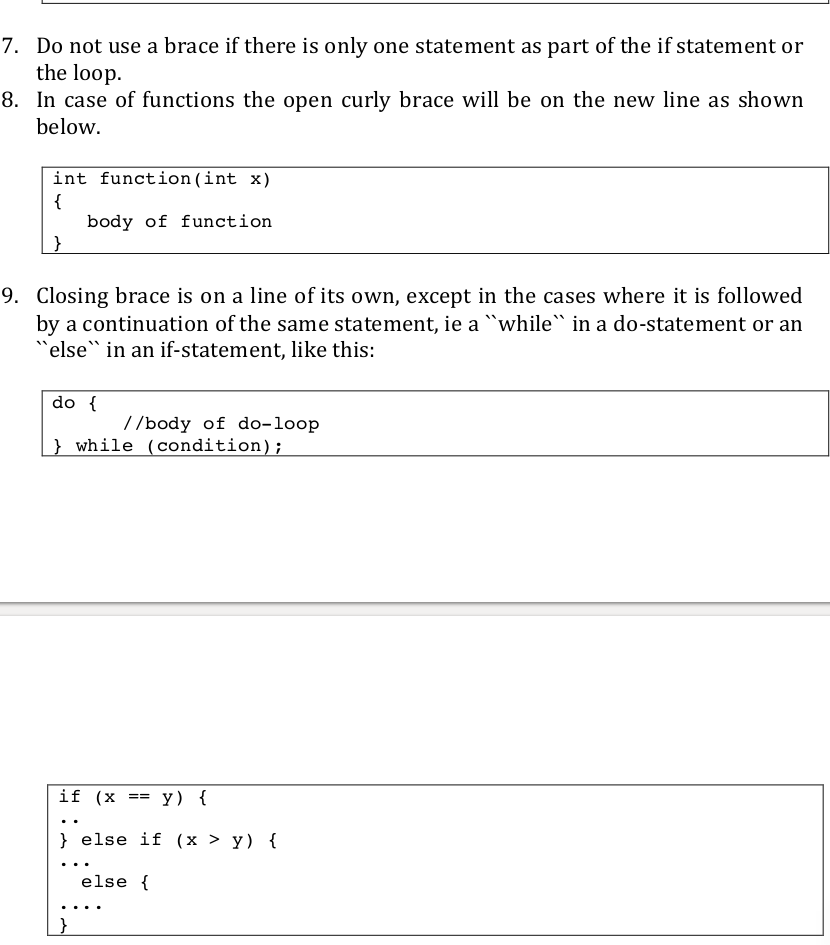 7. Do not use a brace if there is only one statement as part of the if statement or
the loop.
8. In case of functions the open curly brace will be on the new line as shown
below.
int function(int x)
{
   body of function
}
9. Closing brace is on a line of its own, except in the cases where it is followed
by a continuation of the same statement, ie a ``while`` in a do-statement or an
``else`` in an if-statement, like this:
do {
      //body of do-loop
} while (condition);
if (x == y) {
..
} else if (x > y) {
...
  else {
....
}